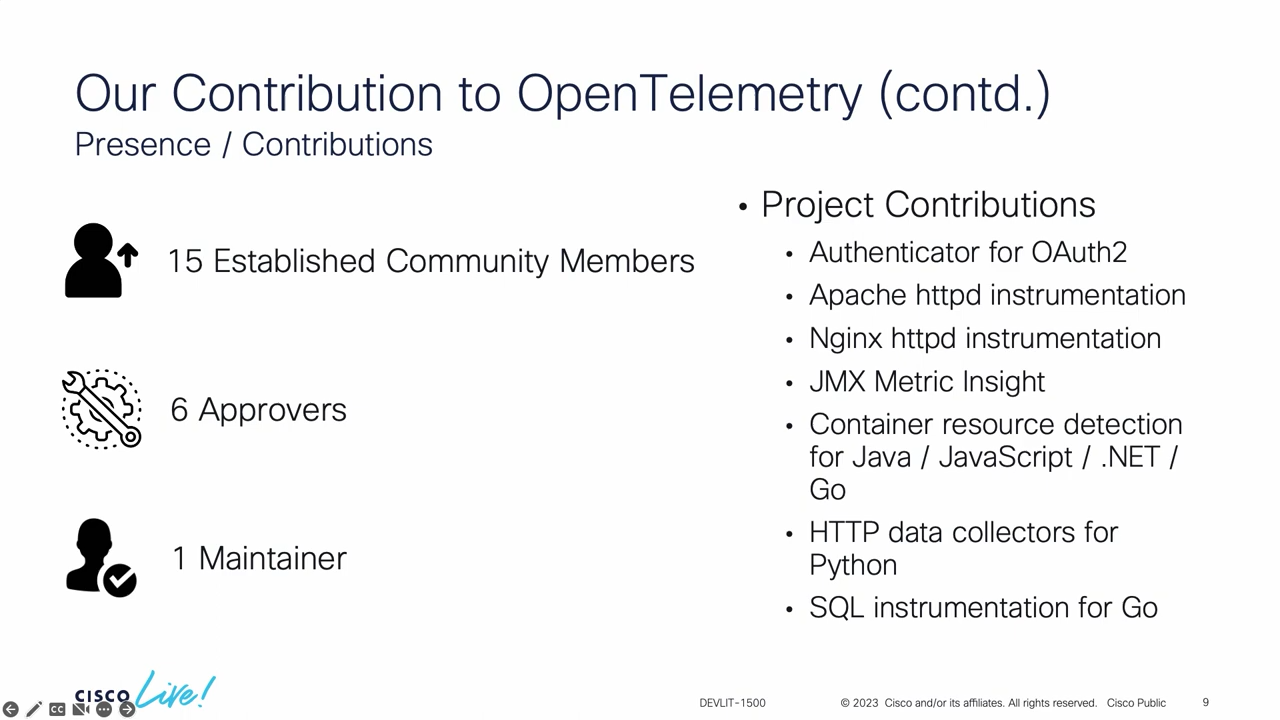 Our Contribution to OpenTelemetry (contd.)
Presence / Contributions
15 Established Community Members
6 Approvers
1 Maintainer
• Project Contributions
• Authenticator for OAuth2
• Apache httpd instrumentation
• Nginx httpd instrumentation
• JMX Metric Insight
• Container resource detection
for Java / JavaScript / .NET /
Go
• HTTP data collectors for
Python
• SQL instrumentation for Go
CISCO Live!
CC
DEVLIT-1500
© 2023 Cisco and/or its affiliates. All rights reserved. Cisco Public
9